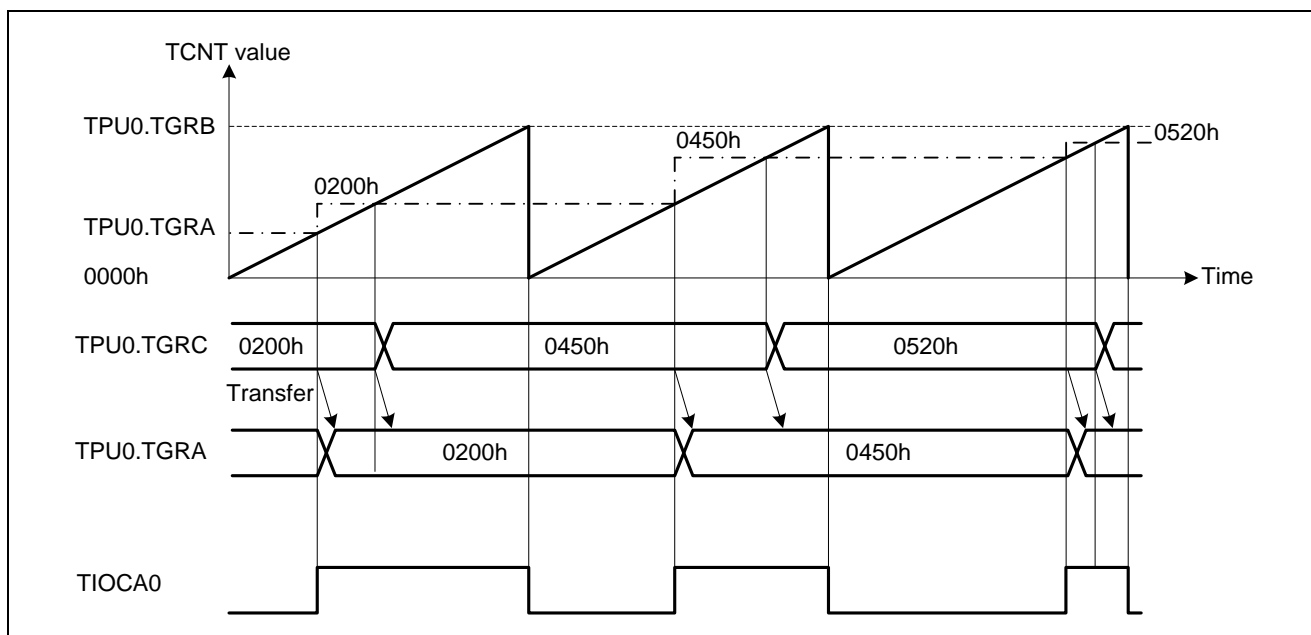 TCNT value
TPU0.TGRB
0450h
0520h
0200h
TPU0.TGRA
0000h
Time
TPU0.TGRC
0200h
0450h
0520h
Transfer
TPU0.TGRA
0200h
0450h
TIOCA0